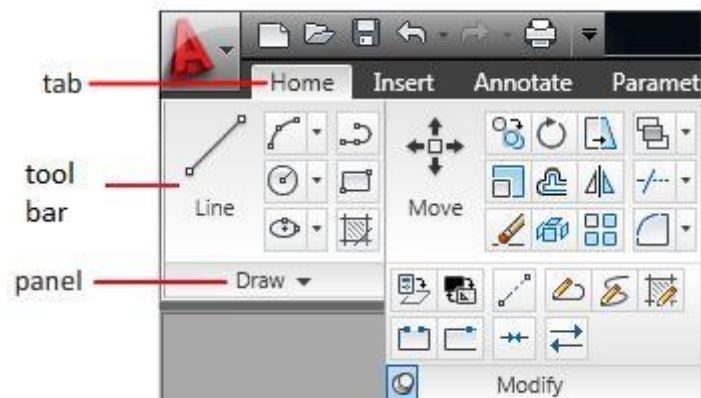 A
tab
Home Insert Annotate Paramet
tool
bar
Line
Move
panel
Draw
Modify